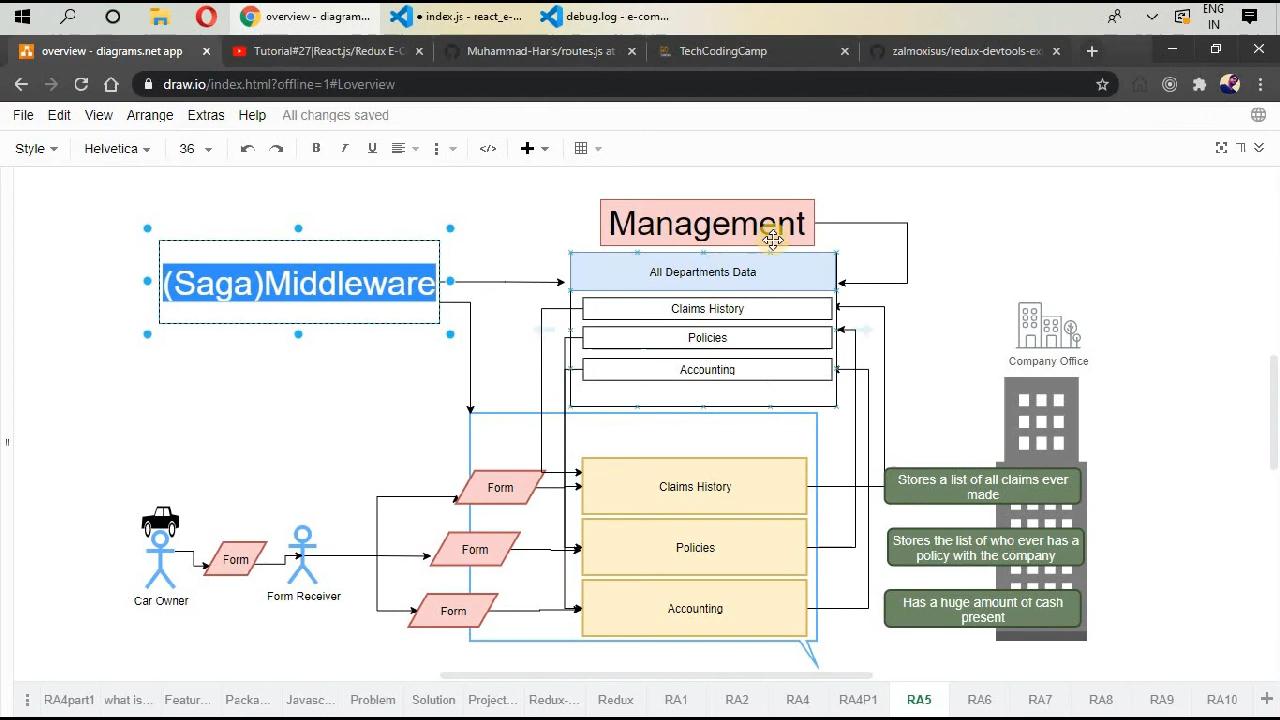 overview - diagram...
index.js - react_e-...
debug.log - e-com...
ENG
IN
overview - diagrams.net app
Tutorial#27|React.js/Redux E-C
Muhammad-Haris/routes.js at
TechCodingCamp
zalmoxisus/redux-devtools-ex
draw.io/index.html?offline=1#Loverview
File Edit View Arrange Extras Help All changes saved
Style Helvetica 36 B I U </>
Management
(Saga)Middleware
All Departments Data
Claims History
Policies
Accounting
Company Office
Form
Claims History
Stores a list of all claims ever
made
Form
Form
Policies
Stores the list of who ever has a
policy with the company
Car Owner
Form Receiver
Form
Accounting
Has a huge amount of cash
present
RA4part1 what is... Featur... Packa... Javasc... Problem Solution Project... Redux-... Redux RA1 RA2 RA4 RA4P1 RA5 RA6 RA7 RA8 RA9 RA10